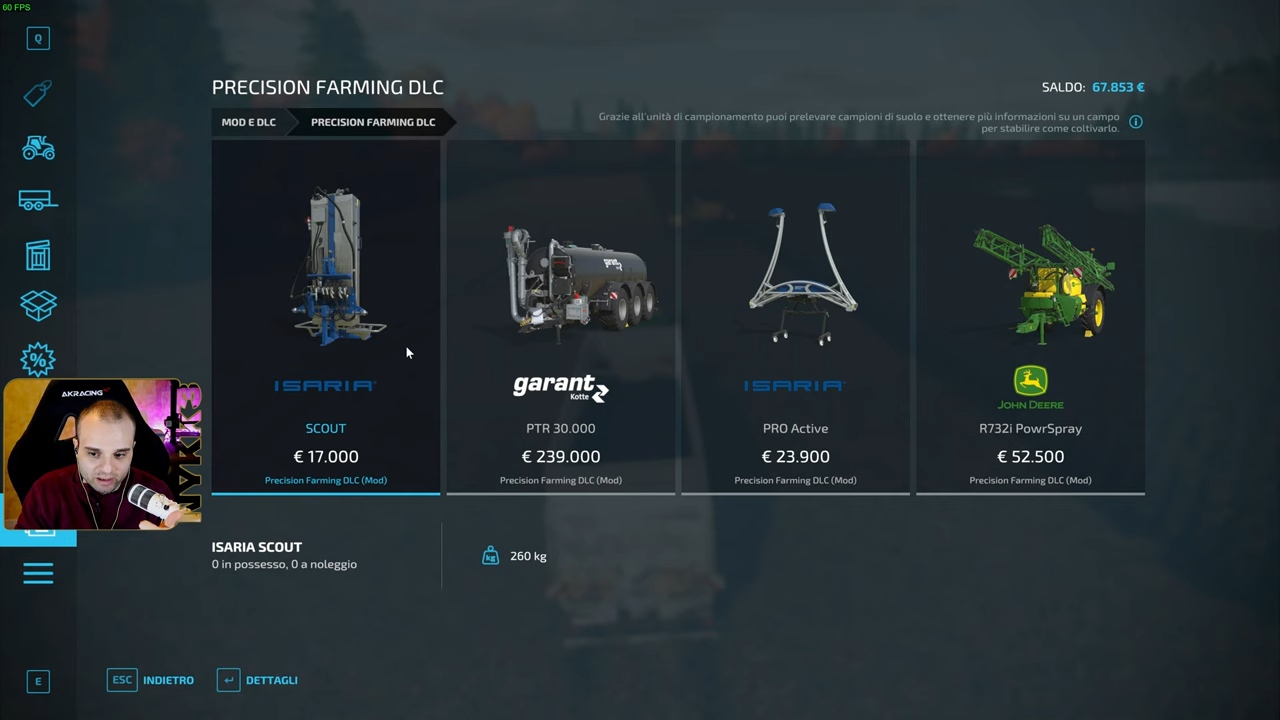 60 FPS
Q
PRECISION FARMING DLC
SALDO: 67.853 €
MOD E DLC
PRECISION FARMING DLC
Grazie all'unità di campionamento puoi prelevare campioni di suolo e ottenere più informazioni su un campo
per stabilire come coltivarlo.
garant
ISARIA
garant
Kotte
ISARIA
JOHN DEERE
SCOUT
PTR 30.000
PRO Active
R732i PowrSpray
€ 17.000
€ 239.000
€ 23.900
€ 52.500
Precision Farming DLC (Mod)
Precision Farming DLC (Mod)
Precision Farming DLC (Mod)
Precision Farming DLC (Mod)
AKRACING
ISARIA SCOUT
0 in possesso, 0 a noleggio
kg
260 kg
E
ESC INDIETRO
DETTAGLI